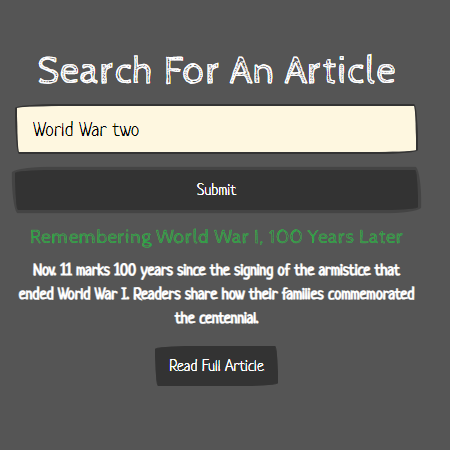 Search For An Article
World War two
Submit
Remembering World War I, 100 Years Later
Nov. 11 marks 100 years since the signing of the armistice that
ended World War I. Readers share how their families commemorated
the centennial.
Read Full Article